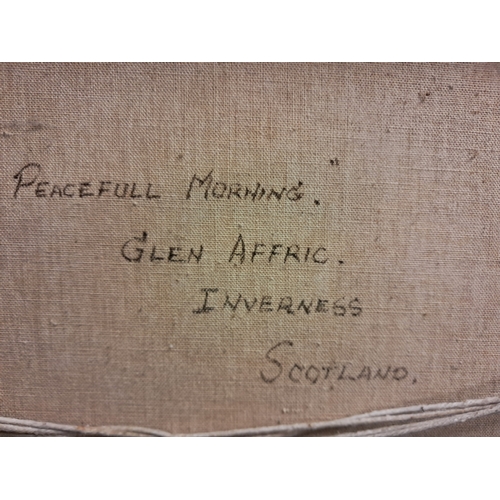 PEACEFULL MORNING."
GLEN AFFRIC.
INVERNESS
SCOTLAND.